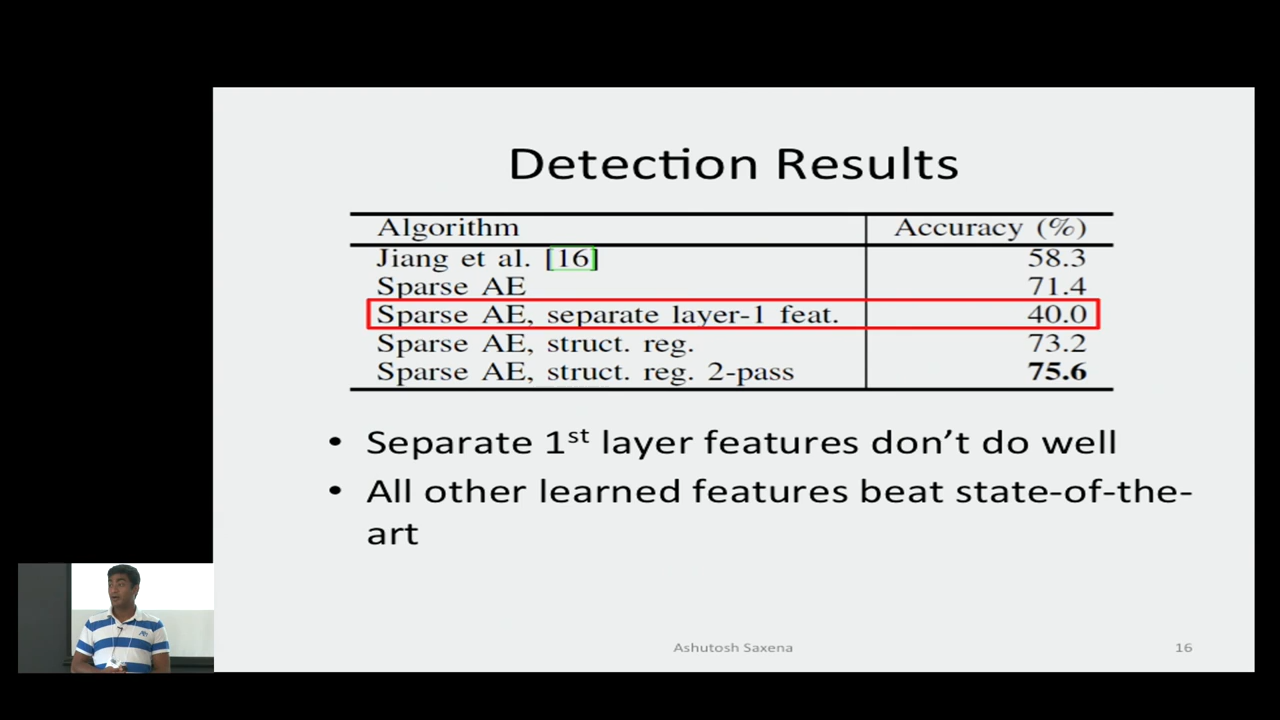 Detection Results
Algorithm Accuracy (%)
Jiang et al. [16] 58.3
Sparse AE 71.4
Sparse AE, separate layer-1 feat. 40.0
Sparse AE, struct. reg. 73.2
Sparse AE, struct. reg. 2-pass 75.6
• Separate 1st layer features don’t do well
• All other learned features beat state-of-the-
art
Ashutosh Saxena 16